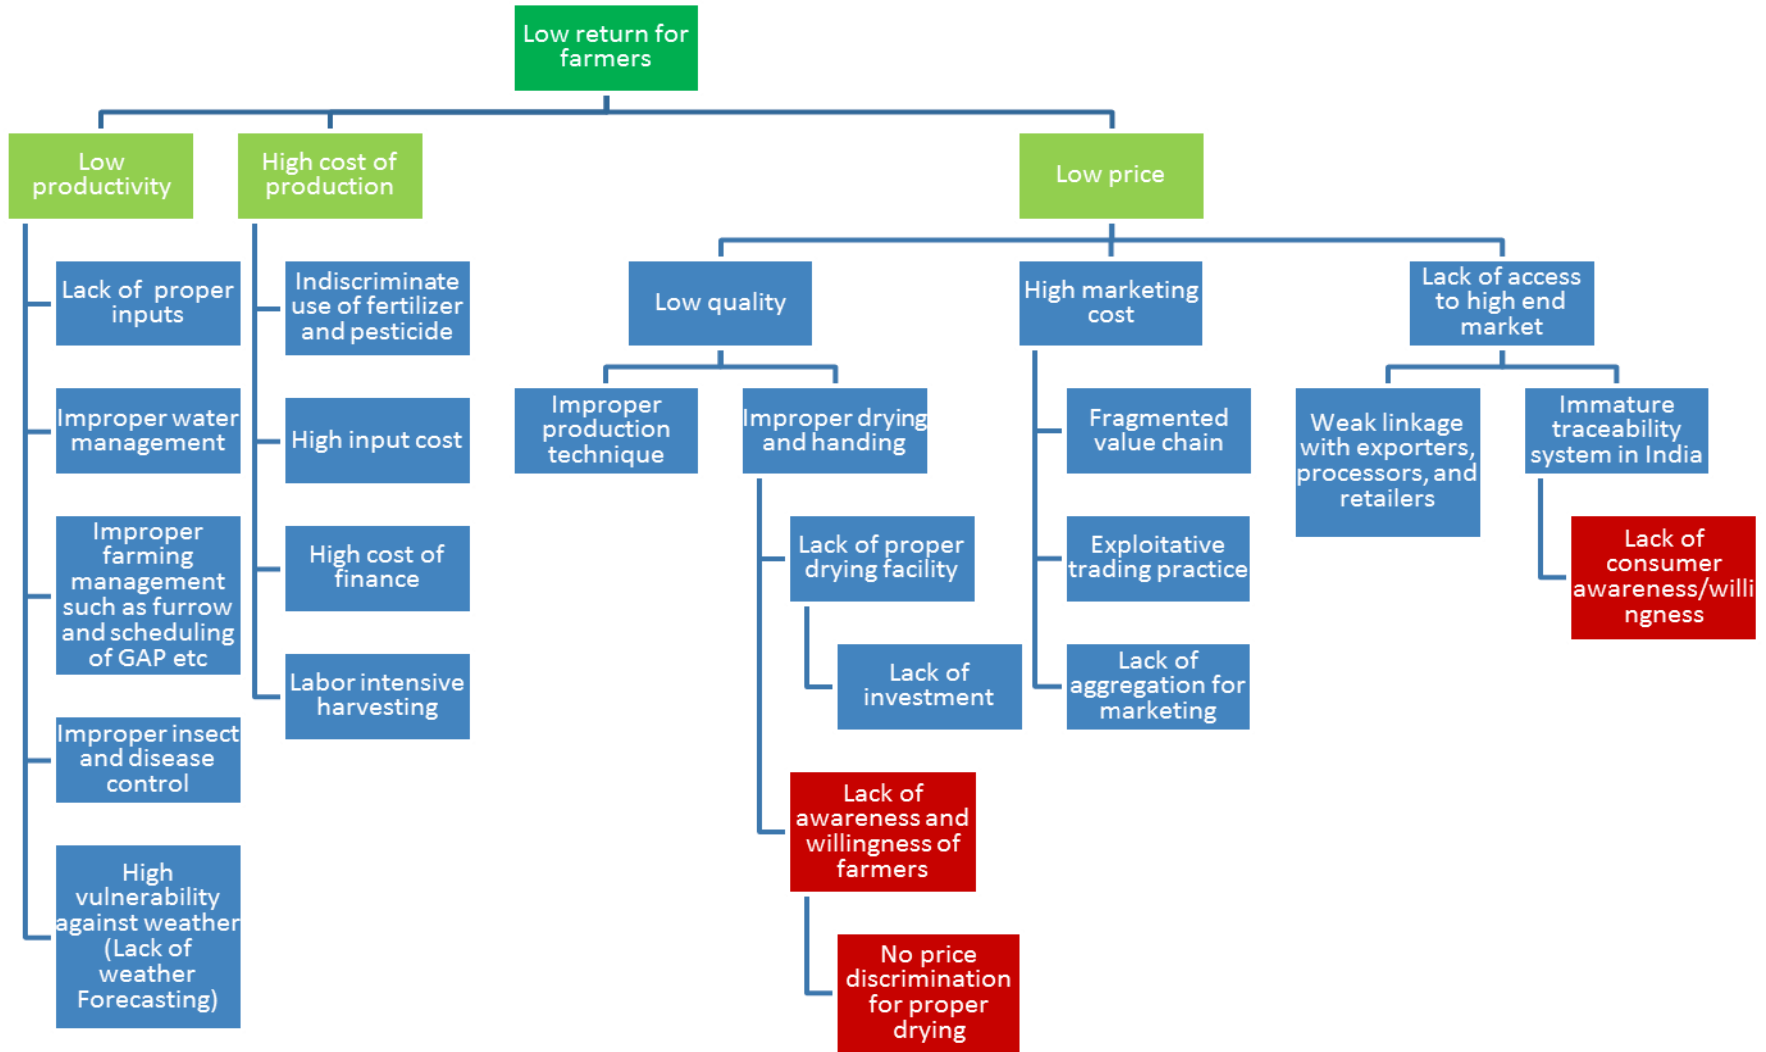 Low return for
farmers
Low
productivity
High cost of
production
Low price
Lack of proper
inputs
Improper water
management
Improper
farming
management
such as furrow
and scheduling
of GAP etc
Improper insect
and disease
control
High
vulnerability
against weather
(Lack of
weather
Forecasting)
Indiscriminate
use of fertilizer
and pesticide
High input cost
High cost of
finance
Labor intensive
harvesting
Low quality
High marketing
cost
Lack of access
to high end
market
Improper
production
technique
Improper drying
and handing
Lack of proper
drying facility
Lack of
investment
Lack of
awareness and
willingness of
farmers
No price
discrimination
for proper
drying
Fragmented
value chain
Exploitative
trading practice
Lack of
aggregation for
marketing
Weak linkage
with exporters,
processors, and
retailers
Immature
traceability
system in India
Lack of
consumer
awareness/willi
ngness